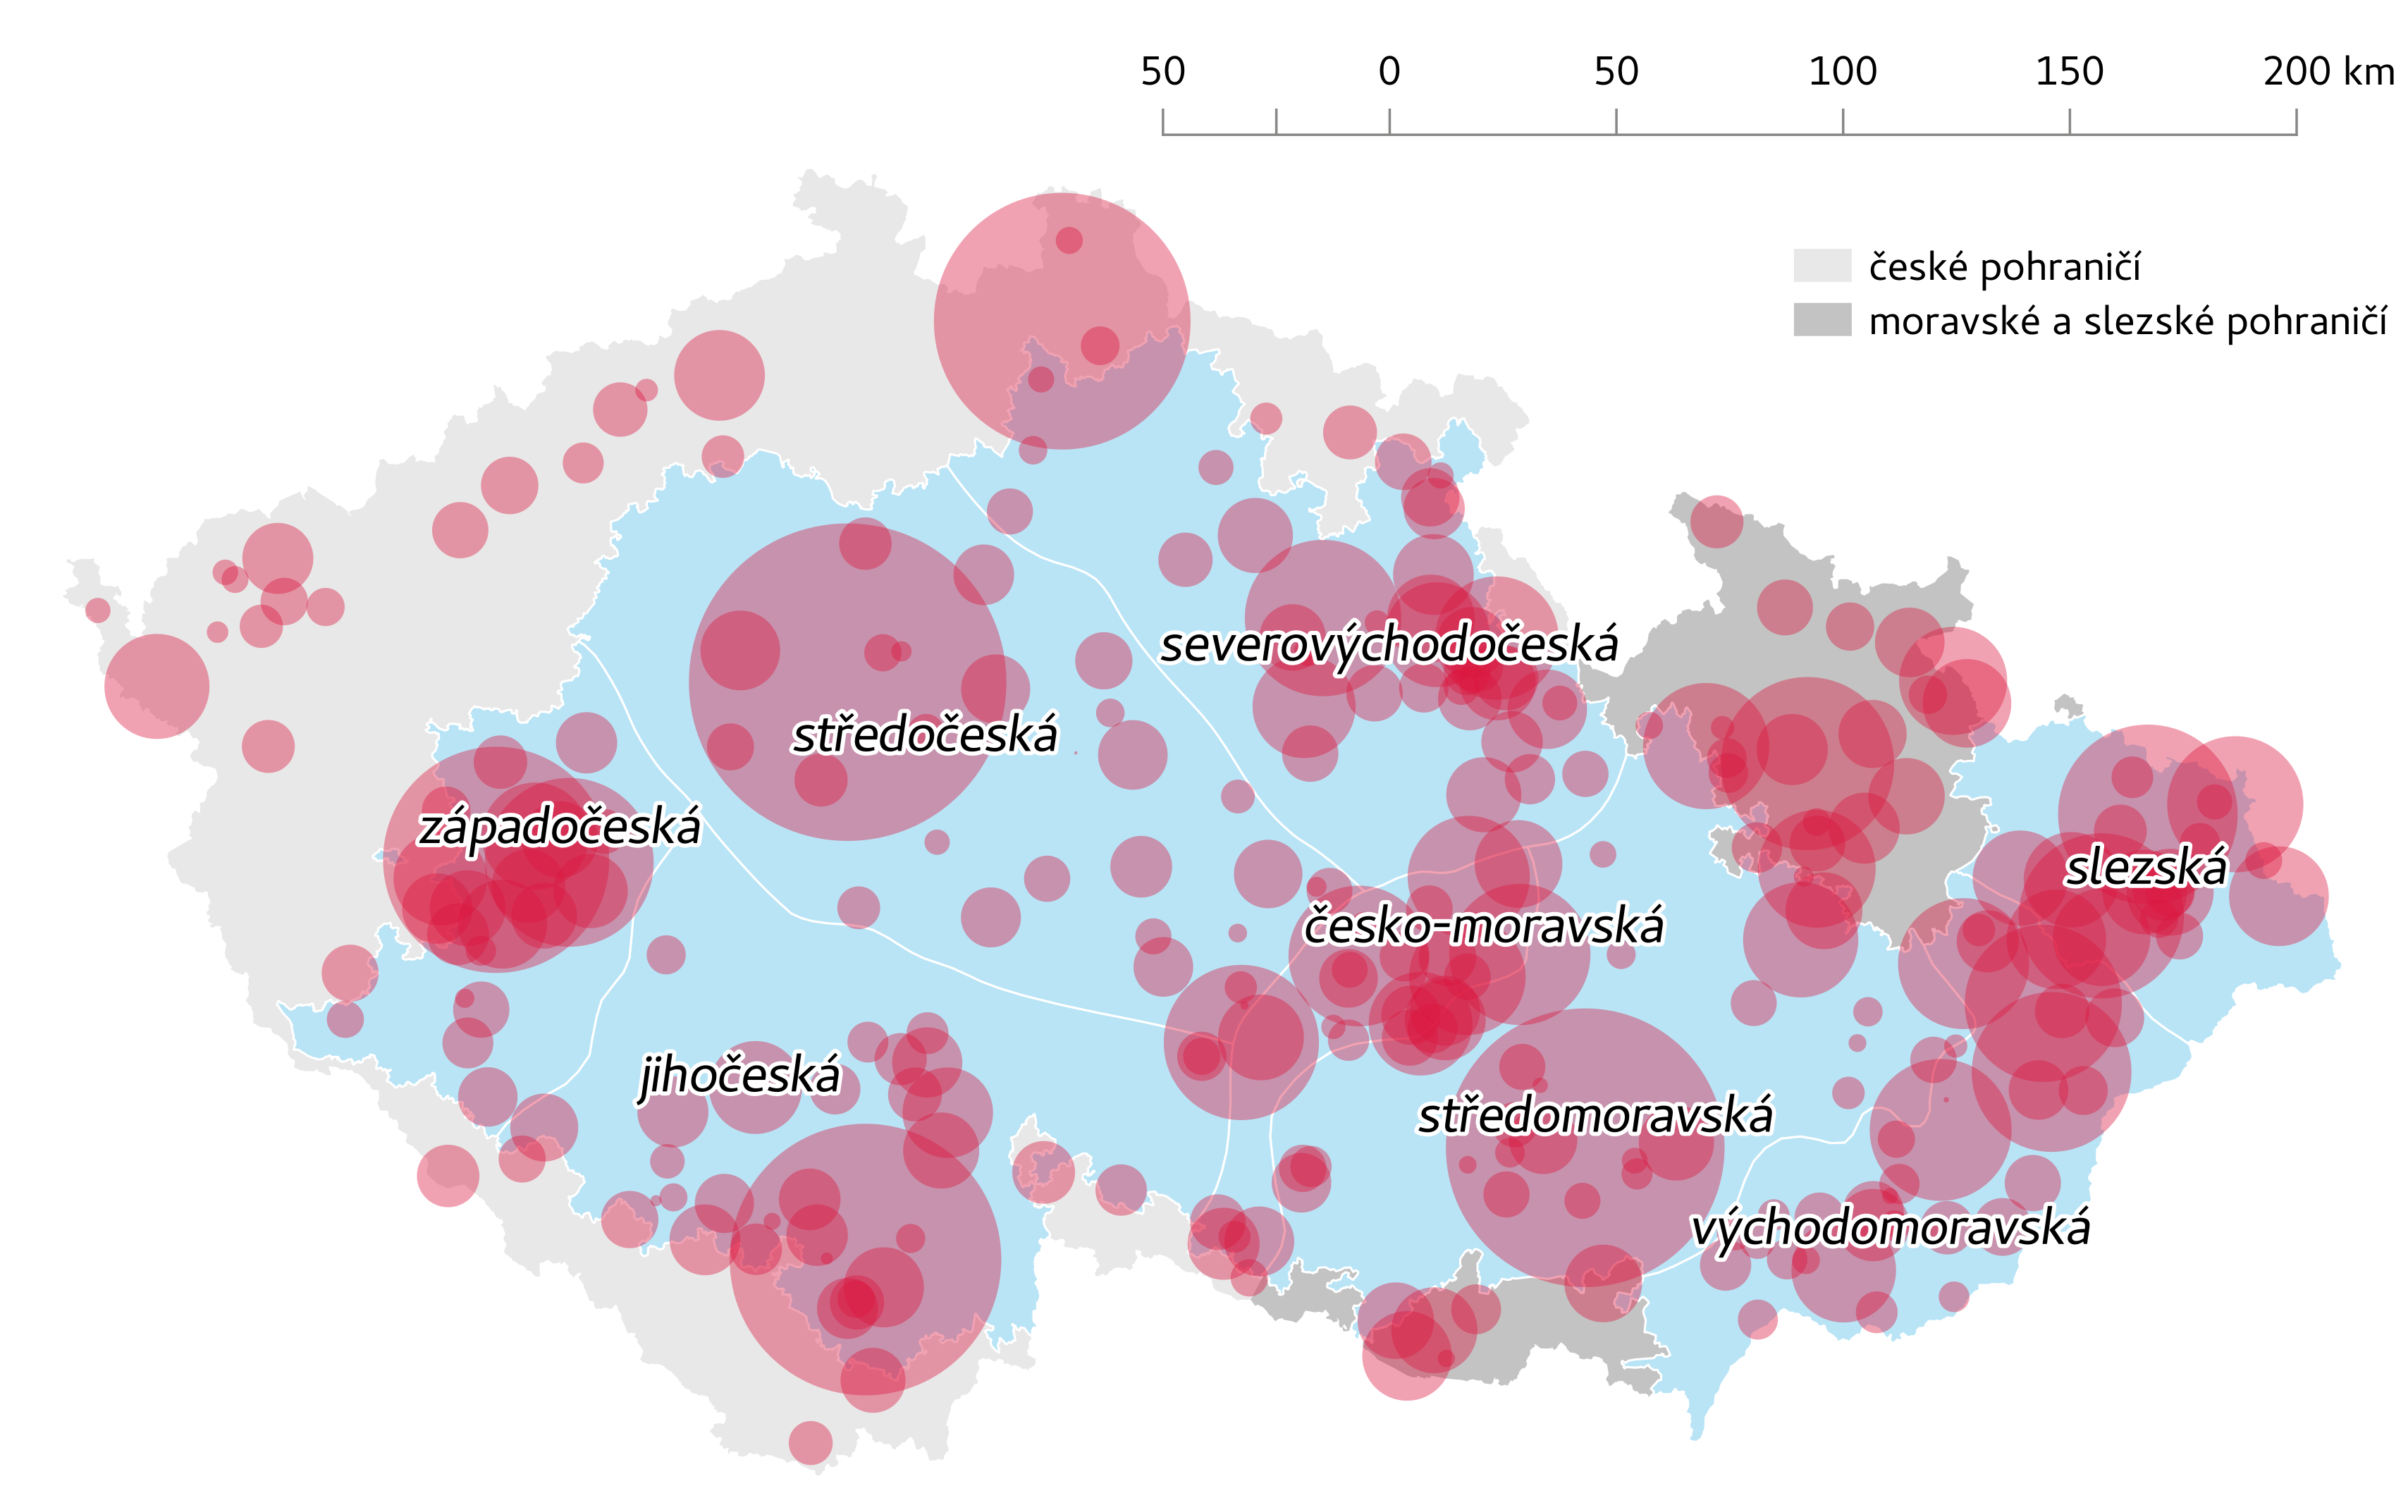 50 0 50 100 150 200 km
české pohraničí
moravské a slezské pohraničí
severovýchodočeská
středočeská
západočeská
slezská
česko-moravská
jihočeská
středomoravská
východomoravská